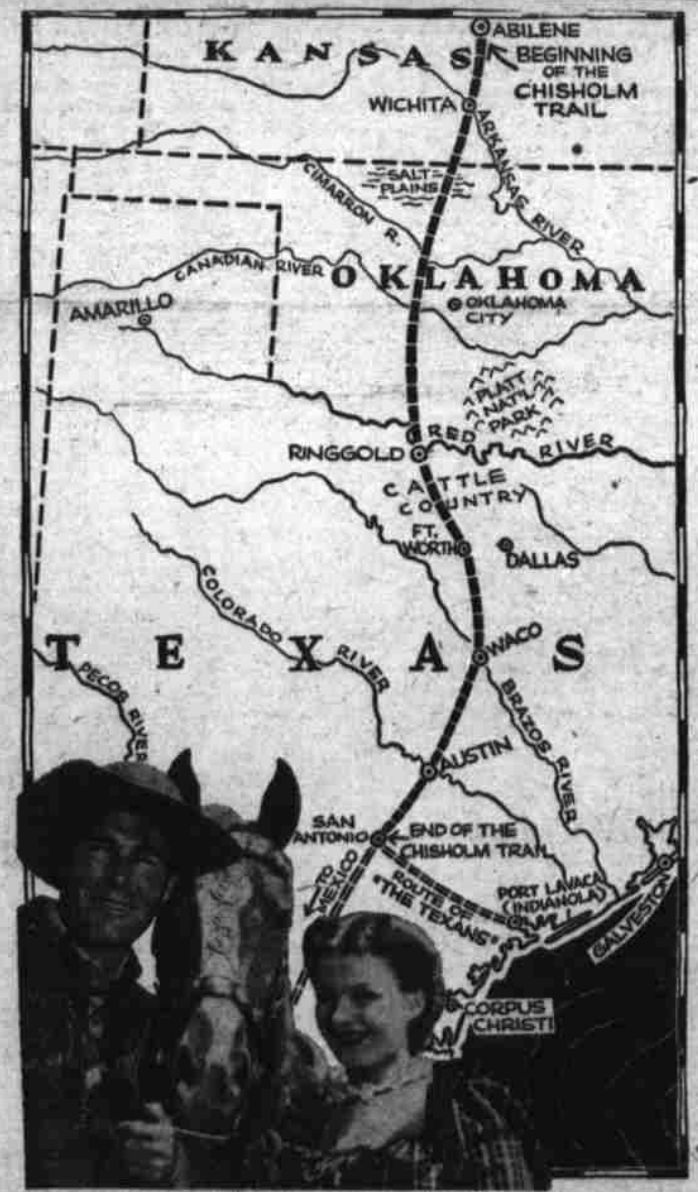 ABILENE
KANSAS
BEGINNING
OF THE
CHISHOLM
TRAIL
WICHITA
ARKANSAS RIVER
SALT
PLAINS
CIMARRON R.
CANADIAN RIVER
OKLAHOMA
AMARILLO
OKLAHOMA
CITY
PLATT
NAT'L
PARK
RED RIVER
RINGGOLD
CATTLE
COUNTRY
FT.
WORTH
DALLAS
COLORADO RIVER
TEXAS
WACO
PECOS RIVER
BRAZOS RIVER
AUSTIN
SAN
ANTONIO
END OF THE
CHISHOLM TRAIL
TO
MEXICO
ROUTE OF
"THE TEXANS"
PORT LAVACA
(INDIANOLA)
GALVESTON
CORPUS
CHRISTI